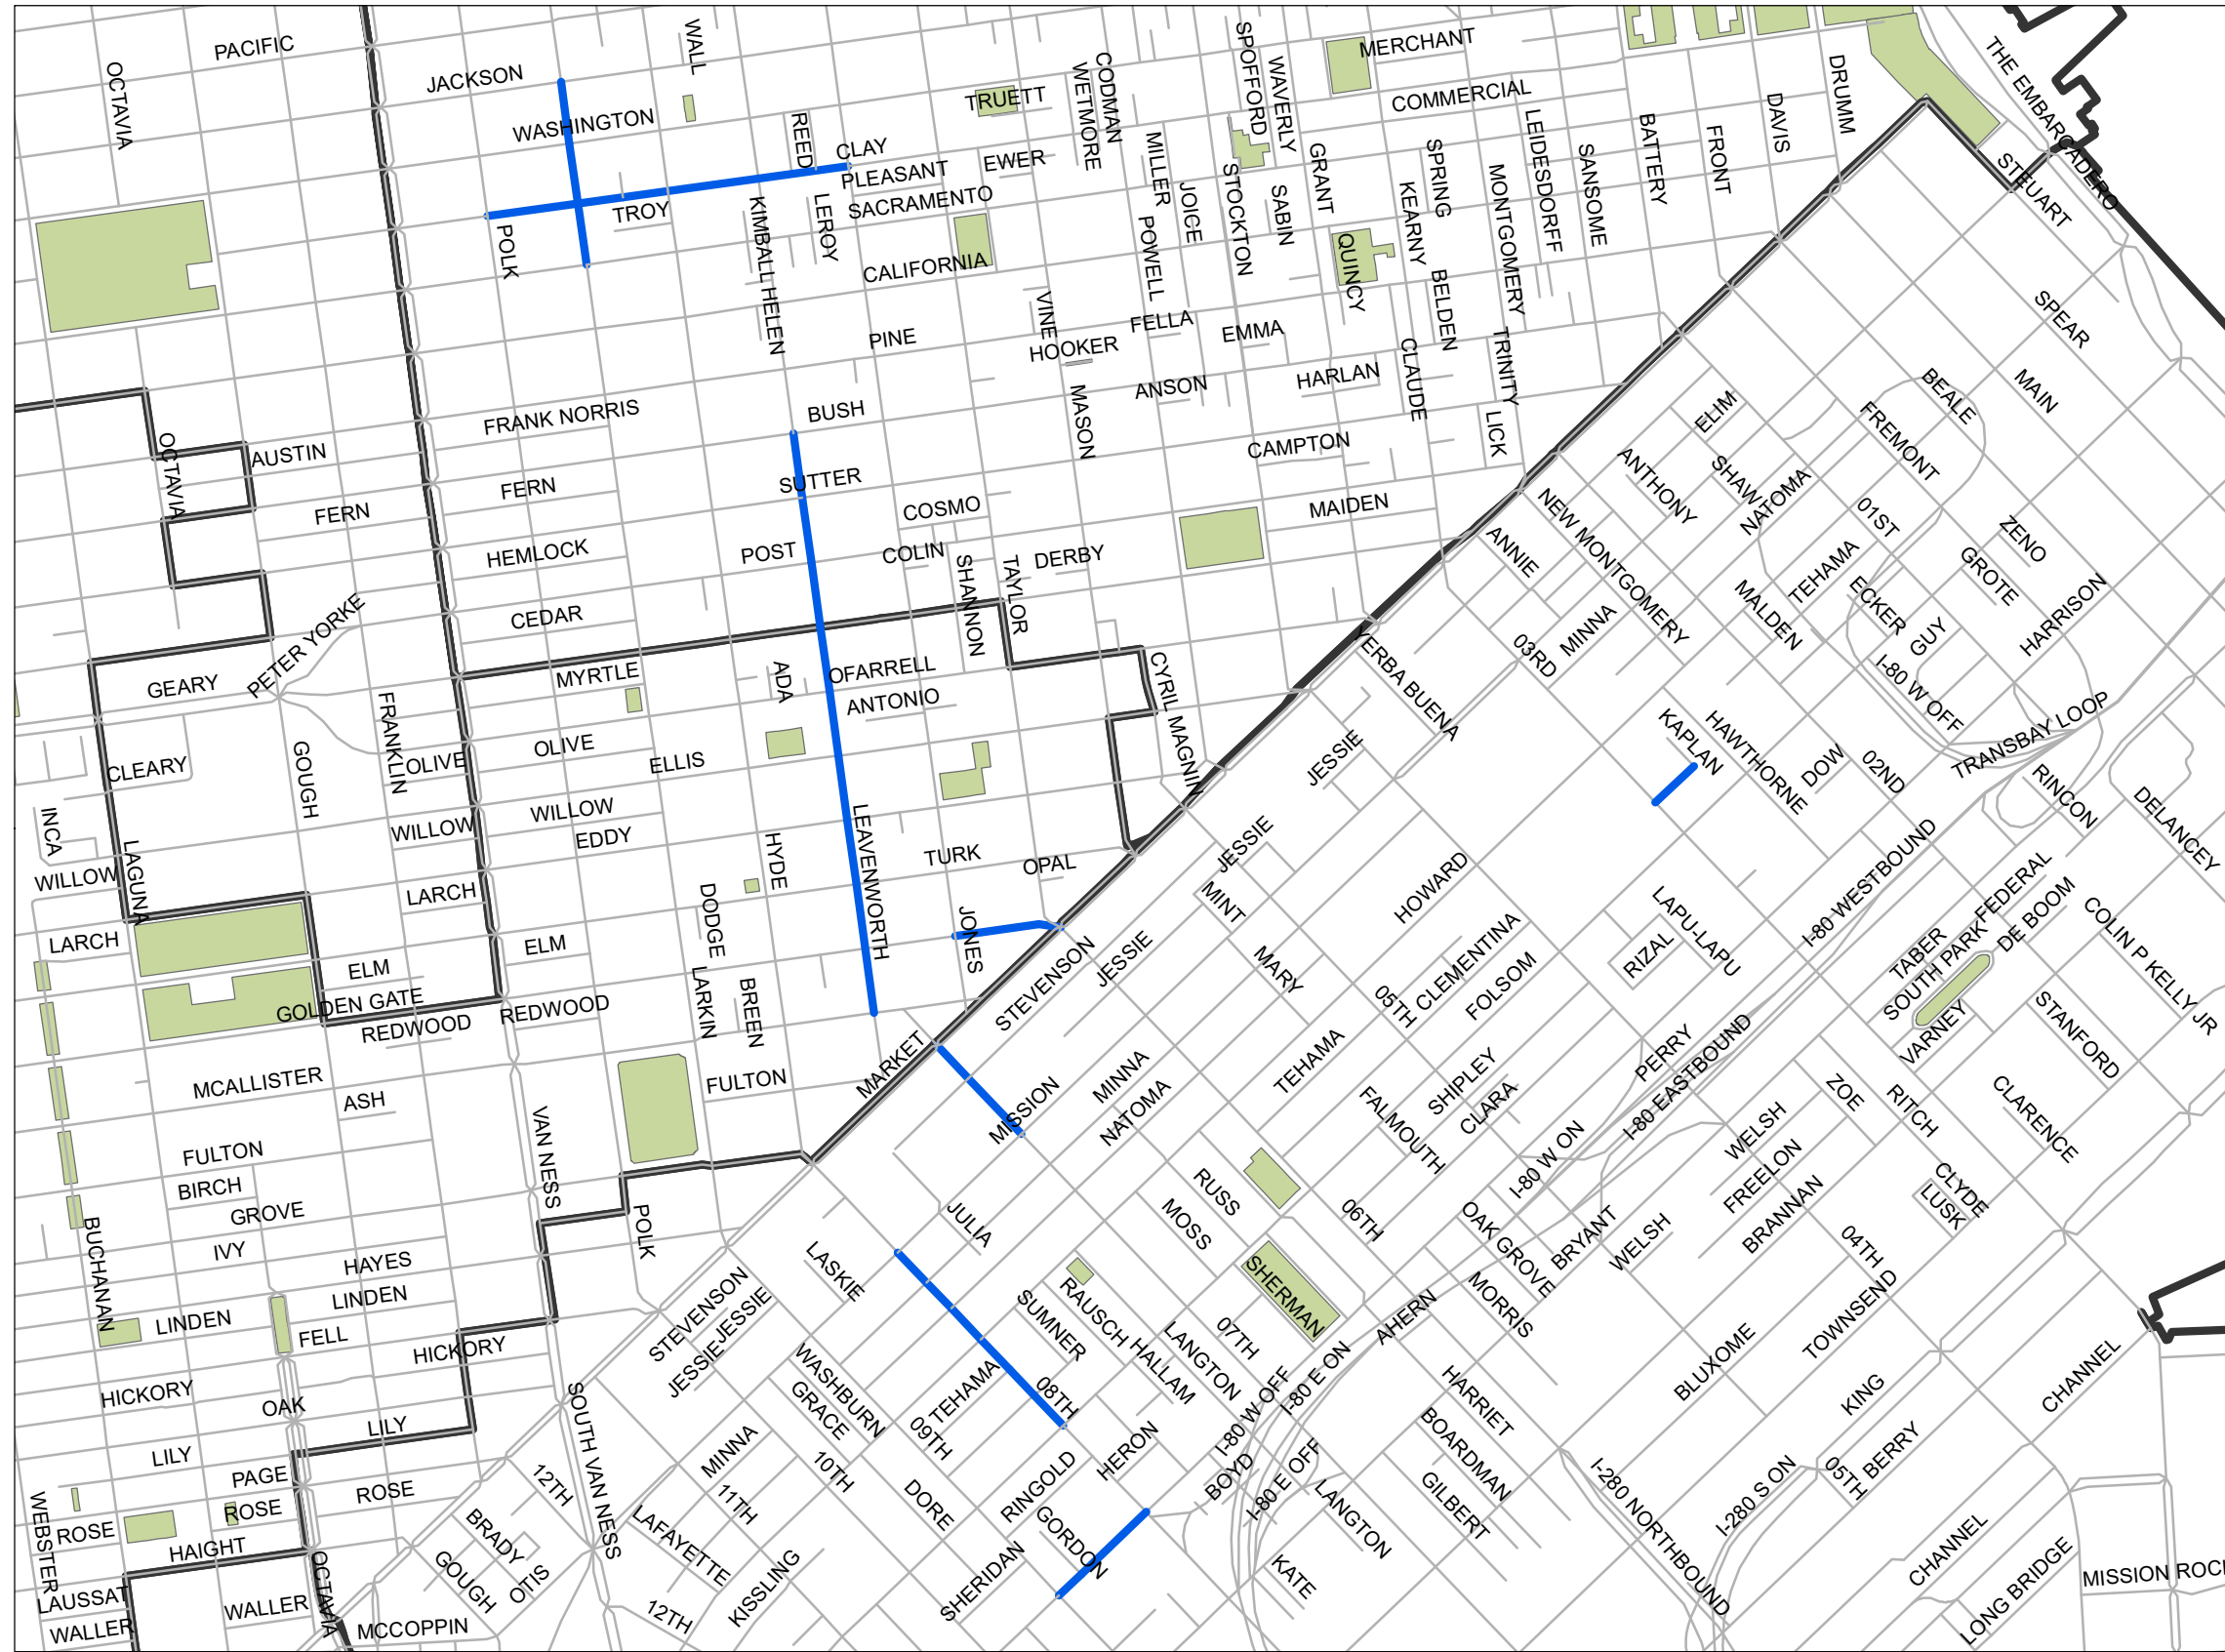 PACIFIC
OCTAVIA
JACKSON
WALL
WASHINGTON
REED
CLAY
PLEASANT
TRUETT
EWER
SACRAMENTO
TROY
POLK
KIMBALL
HELEN
LEROY
CALIFORNIA
CODMAN
WETMORE
MILLER
JOICE
POWELL
SPOFFORD
WAVERLY
STOCKTON
SABIN
GRANT
QUINCY
MERCHANT
COMMERCIAL
SPRING
KEARNY
BELDEN
MONTGOMERY
LEIDESDORFF
SANSOME
BATTERY
FRONT
DAVIS
DRUMM
THE EMBARCADERO
STEUART
SPEAR
MAIN
BEALE
FREMONT
PINE
VINE
HOOKER
FELLA
EMMA
MASON
ANSON
HARLAN
CLAUDE
TRINITY
LICK
CAMPTON
MAIDEN
FRANK NORRIS
BUSH
AUSTIN
OCTAVIA
FERN
FERN
SUTTER
HEMLOCK
POST
COSMO
COLIN
SHANNON
TAYLOR
DERBY
CEDAR
PETER YORKE
GEARY
MYRTLE
ADA
OFARRELL
ANTONIO
CYRIL MAGNIN
FRANKLIN
GOUGH
CLEARY
OLIVE
OLIVE
ELLIS
INCA
WILLOW
WILLOW
WILLOW
EDDY
LAGUNA
LARCH
LARCH
HYDE
LEAVENWORTH
TURK
OPAL
DODGE
JONES
ELM
ELM
GOLDEN GATE
REDWOOD
REDWOOD
LARKIN
BREEN
MCALLISTER
FULTON
ASH
MARKET
STEVENSON
JESSIE
JESSIE
JESSIE
MINT
MARY
YERBA BUENA
ANNIE
NEW MONTGOMERY
ELIM
ANTHONY
SHAW
NATOMA
01ST
ZENO
GROTE
HARRISON
TEHAMA
ECKER
GUY
MALDEN
MINNA
03RD
I-80 W OFF
TRANSBAY LOOP
KAPLAN
HAWTHORNE
DOW
02ND
RINCON
DELANCEY
HOWARD
LAPU-LAPU
RIZAL
CLEMENTINA
FOLSOM
05TH
I-80 WESTBOUND
FEDERAL
DE BOOM
TABER
SOUTH PARK
VARNEY
COLIN P KELLY JR
STANFORD
FULTON
BIRCH
GROVE
IVY
HAYES
LINDEN
LINDEN
FELL
HICKORY
HICKORY
OAK
LILY
LILY
PAGE
ROSE
ROSE
ROSE
HAIGHT
BUCHANAN
WEBSTER
LAUSSAT
WALLER
WALLER
OCTAVIA
MCCOPPIN
VAN NESS
POLK
MISSION
MINNA
NATOMA
TEHAMA
SHIPLEY
CLARA
FALMOUTH
PERRY
I-80 EASTBOUND
I-80 W ON
ZOE
RITCH
CLARENCE
WELSH
FREELON
BRANNAN
CLYDE
LUSK
JULIA
LASKIE
RUSS
MOSS
06TH
OAK GROVE
BRYANT
WELSH
MORRIS
04TH
TOWNSEND
STEVENSON
JESSIE
JESSIE
SHERMAN
AHERN
RAUSCH
SUMNER
HALLAM
LANGTON
07TH
WASHBURN
GRACE
TEHAMA
09TH
08TH
HARRIET
BLUXOME
KING
CHANNEL
SOUTH VAN NESS
12TH
MINNA
11TH
10TH
DORE
RINGOLD
HERON
I-80 W OFF
I-80 E ON
BOYD
I-80 E OFF
BOARDMAN
GILBERT
LANGTON
I-280 NORTHBOUND
I-280 S ON
05TH
BERRY
BRADY
GOUGH
OTIS
LAFAYETTE
12TH
KISSLING
SHERIDAN
GORDON
KATE
CHANNEL
LONG BRIDGE
MISSION ROC